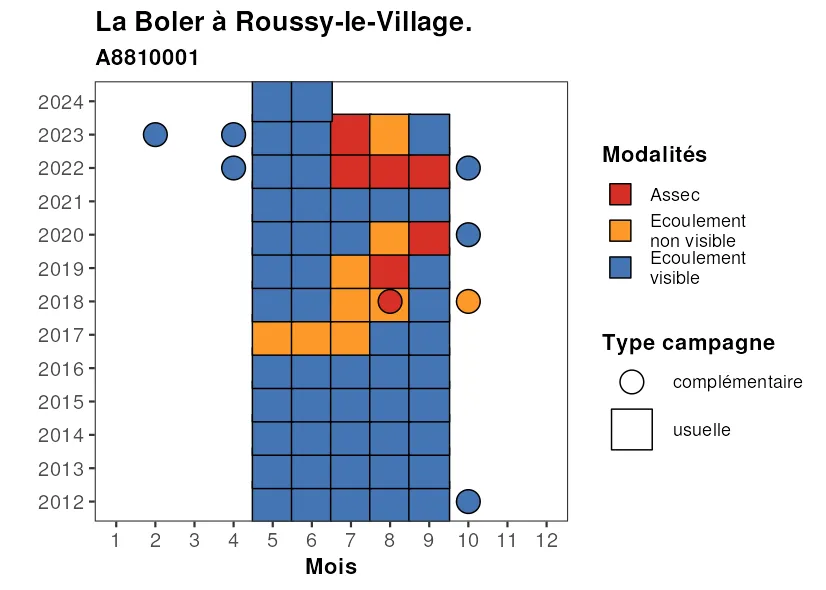 La Boler à Roussy-le-Village.
A8810001
2024
2023
2022
2021
2020
2019
2018
2017
2016
2015
2014
2013
2012
1 2 3 4 5 6 7 8 9 10 11 12
Mois
Modalités
Assec
Ecoulement
non visible
Ecoulement
visible
Type campagne
complémentaire
usuelle